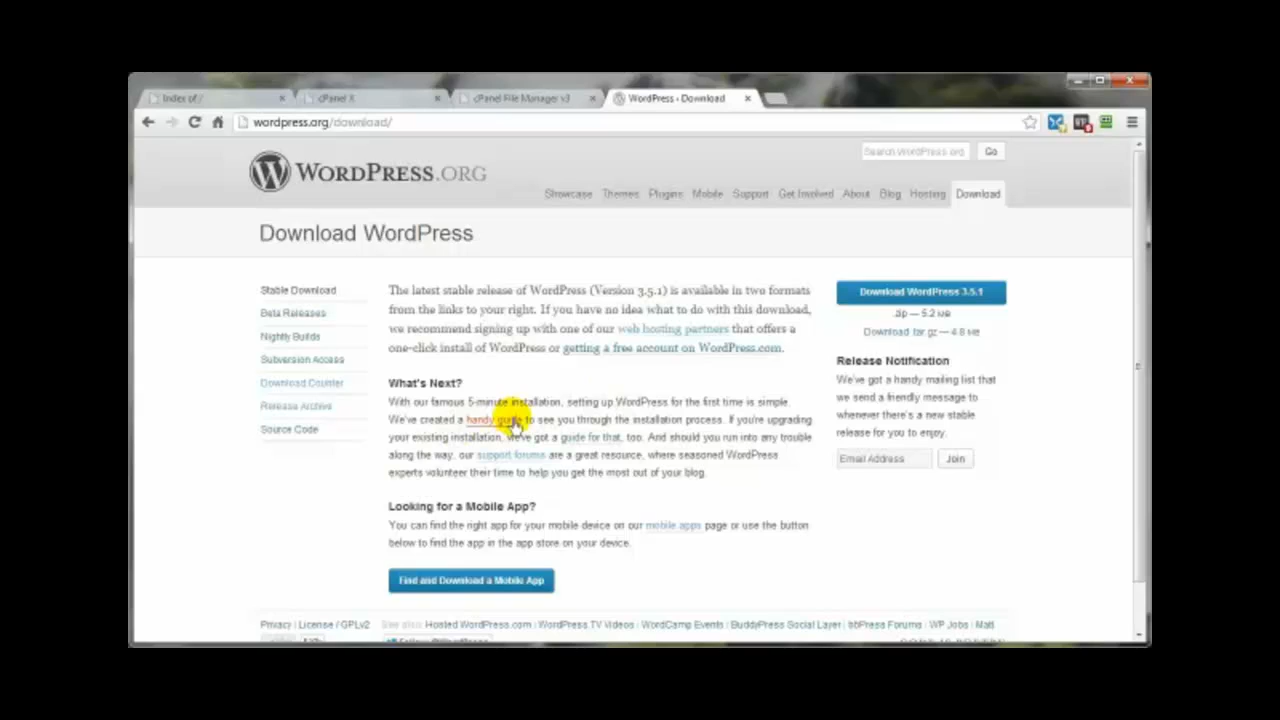 Index of /
cPanel X
cPanel File Manager v3
WordPress › Download
wordpress.org/download/
WORDPRESS.ORG
Search WordPress.org
Go
Showcase Themes Plugins Mobile Support Get Involved About Blog Hosting Download
Download WordPress
Stable Download
Beta Releases
Nightly Builds
Subversion Access
Download Counter
Release Archive
Source Code
The latest stable release of WordPress (Version 3.5.1) is available in two formats
from the links to your right. If you have no idea what to do with this download,
we recommend signing up with one of our web hosting partners that offers a
one-click install of WordPress or getting a free account on WordPress.com.
What's Next?
With our famous 5-minute installation, setting up WordPress for the first time is simple.
We've created a handy guide to see you through the installation process. If you're upgrading
your existing installation, we've got a guide for that, too. And should you run into any trouble
along the way, our support forums are a great resource, where seasoned WordPress
experts volunteer their time to help you get the most out of your blog.
Looking for a Mobile App?
You can find the right app for your mobile device on our mobile apps page or use the button
below to find the app in the app store on your device.
Find and Download a Mobile App
Download WordPress 3.5.1
.zip — 5.2 MB
Download .tar.gz — 4.8 MB
Release Notification
We've got a handy mailing list that
we send a friendly message to
whenever there's a new stable
release for you to enjoy.
Email Address
Join
Privacy | License / GPLv2 See also: Hosted WordPress.com | WordPress.TV Videos | WordCamp Events | BuddyPress Social Layer | bbPress Forums | WP Jobs | Matt
Follow @WordPress